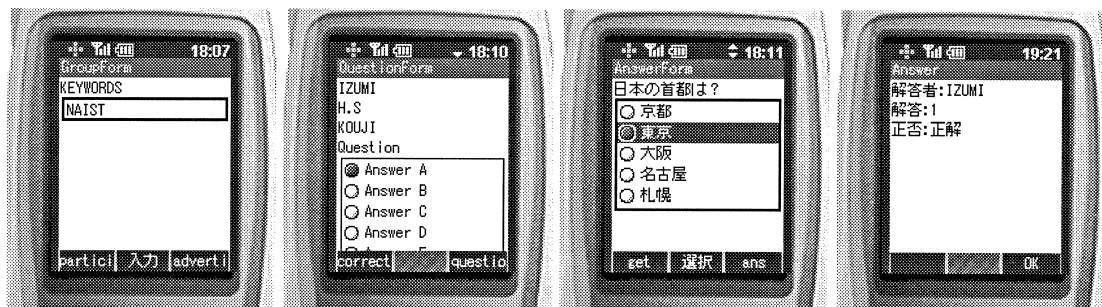 18:07
GroupForm
KEYWORDS
NAIST
partici 入力 adverti
18:10
QuestionForm
IZUMI
H.S
KOUJI
Question
Answer A
Answer B
Answer C
Answer D
correct questio
18:11
AnswerForm
日本の首都は?
京都
東京
大阪
名古屋
札幌
get 選択 ans
19:21
Answer
解答者:IZUMI
解答:1
正否:正解
OK